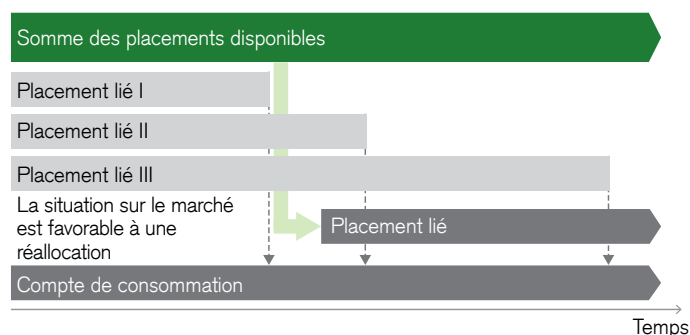 Somme des placements disponibles
Placement lié I
Placement lié II
Placement lié III
La situation sur le marché
est favorable à une
réallocation
Placement lié
Compte de consommation
Temps